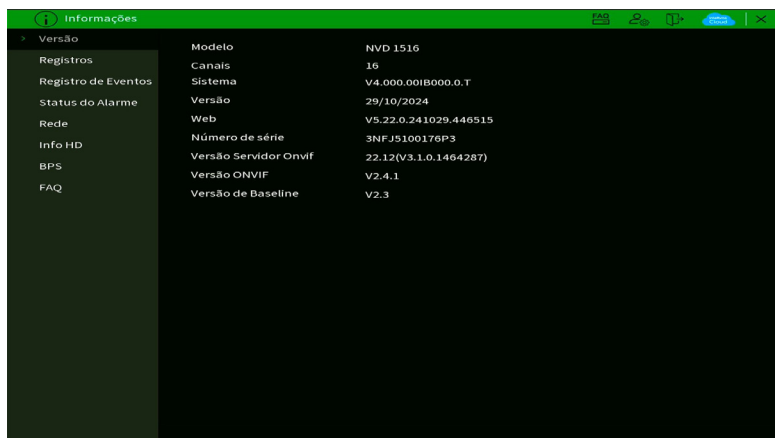 Informações
FAQ
Cloud
> Versão
Registros
Registro de Eventos
Status do Alarme
Rede
Info HD
BPS
FAQ
Modelo NVD 1516
Canais 16
Sistema V4.000.00IB000.0.T
Versão 29/10/2024
Web V5.22.0.241029.446515
Número de série 3NFJ5100176P3
Versão Servidor Onvif 22.12(V3.1.0.1464287)
Versão ONVIF V2.4.1
Versão de Baseline V2.3